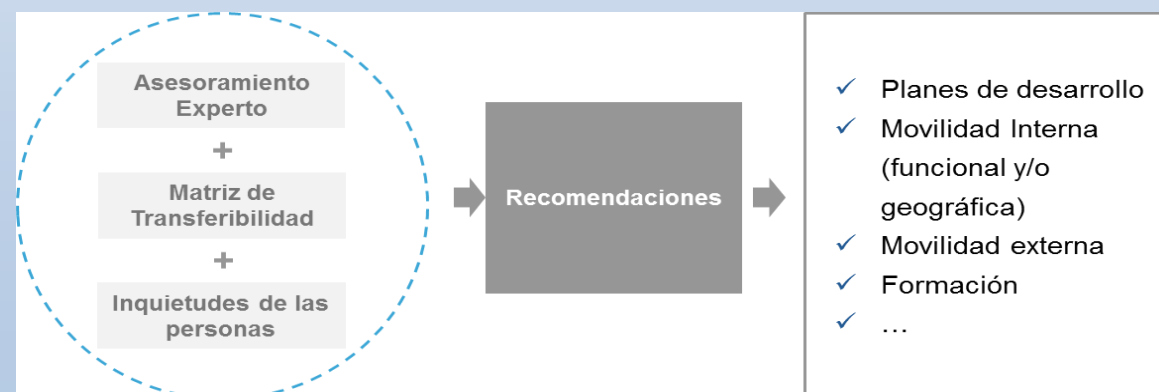 Asesoramiento
Experto
+
Matriz de
Transferibilidad
+
Inquietudes de las
personas
Recomendaciones
✓ Planes de desarrollo
✓ Movilidad Interna
(funcional y/o
geográfica)
✓ Movilidad externa
✓ Formación
✓ ...